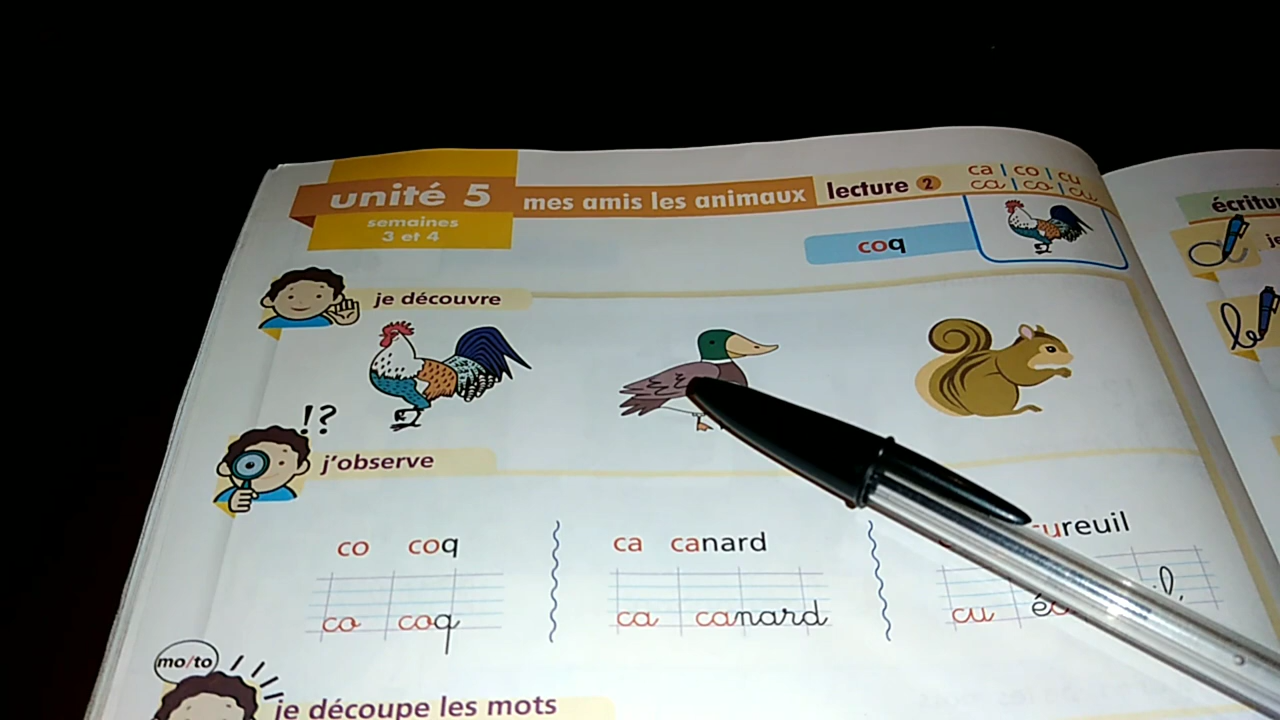 unité 5 mes amis les animaux lecture 2 ca | co | cu
ca | co | cu
semaines
3 et 4
coq
je découvre
!?
j'observe
co coq
ca canard
co coq
ca canard
cu
mo/to
je découpe les mots